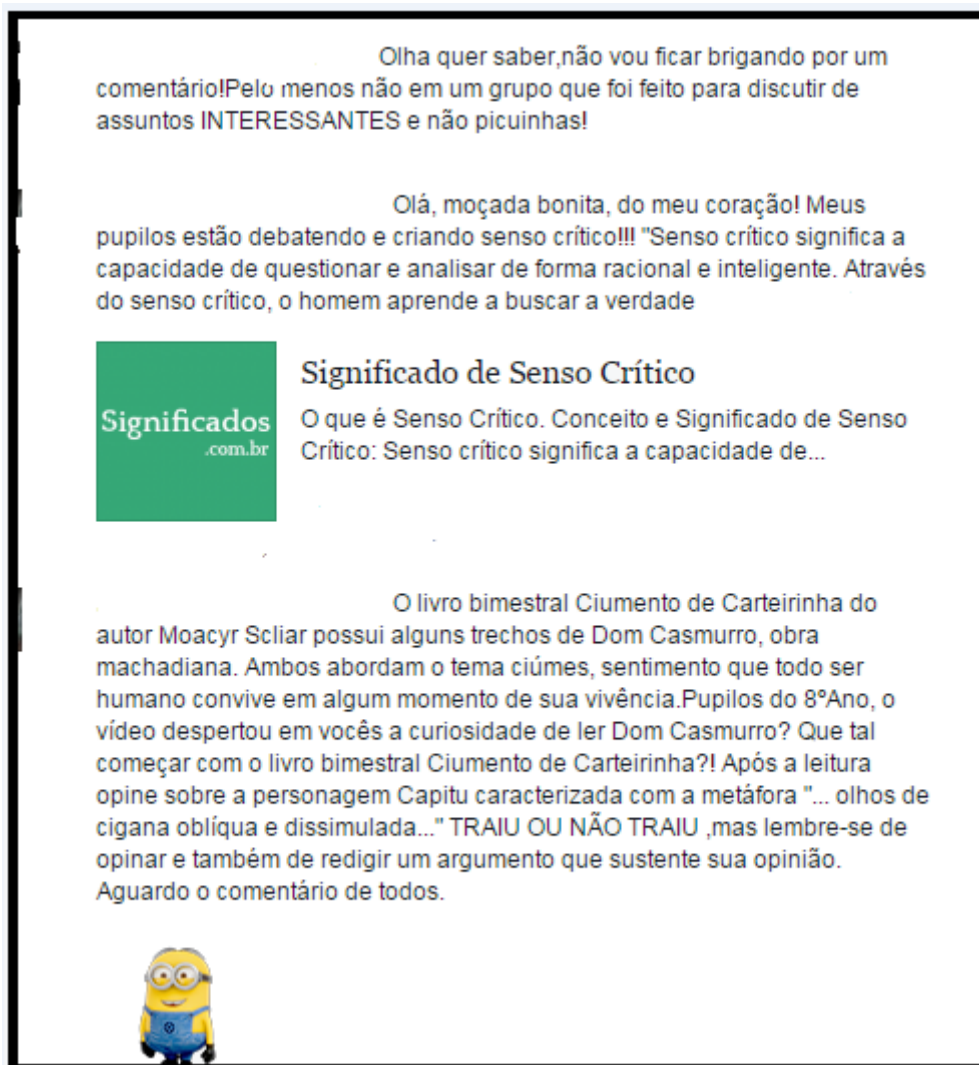 Olha quer saber,não vou ficar brigando por um
comentário!Pelo menos não em um grupo que foi feito para discutir de
assuntos INTERESSANTES e não picuinhas!
Olá, moçada bonita, do meu coração! Meus
pupilos estão debatendo e criando senso crítico!!! "Senso crítico significa a
capacidade de questionar e analisar de forma racional e inteligente. Através
do senso crítico, o homem aprende a buscar a verdade
Significados
.com.br
Significado de Senso Crítico
O que é Senso Crítico. Conceito e Significado de Senso
Crítico: Senso crítico significa a capacidade de...
O livro bimestral Ciumento de Carteirinha do
autor Moacyr Scliar possui alguns trechos de Dom Casmurro, obra
machadiana. Ambos abordam o tema ciúmes, sentimento que todo ser
humano convive em algum momento de sua vivência.Pupilos do 8ºAno, o
vídeo despertou em vocês a curiosidade de ler Dom Casmurro? Que tal
começar com o livro bimestral Ciumento de Carteirinha?! Após a leitura
opine sobre a personagem Capitu caracterizada com a metáfora "... olhos de
cigana oblíqua e dissimulada..." TRAIU OU NÃO TRAIU ,mas lembre-se de
opinar e também de redigir um argumento que sustente sua opinião.
Aguardo o comentário de todos.